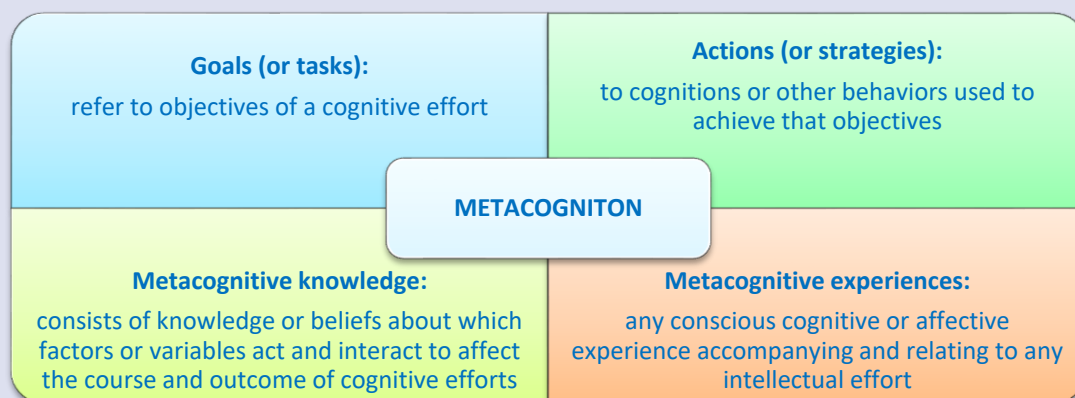 Goals (or tasks):
refer to objectives of a cognitive effort
Actions (or strategies):
to cognitions or other behaviors used to
achieve that objectives
METACOGNITON
Metacognitive knowledge:
consists of knowledge or beliefs about which
factors or variables act and interact to affect
the course and outcome of cognitive efforts
Metacognitive experiences:
any conscious cognitive or affective
experience accompanying and relating to any
intellectual effort